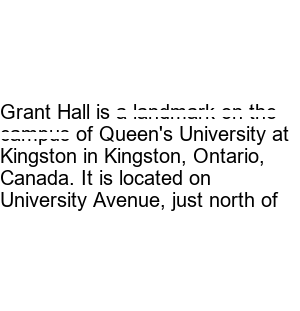 Grant Hall is a landmark on the
campus of Queen's University at
Kingston in Kingston, Ontario,
Canada. It is located on
University Avenue, just north of